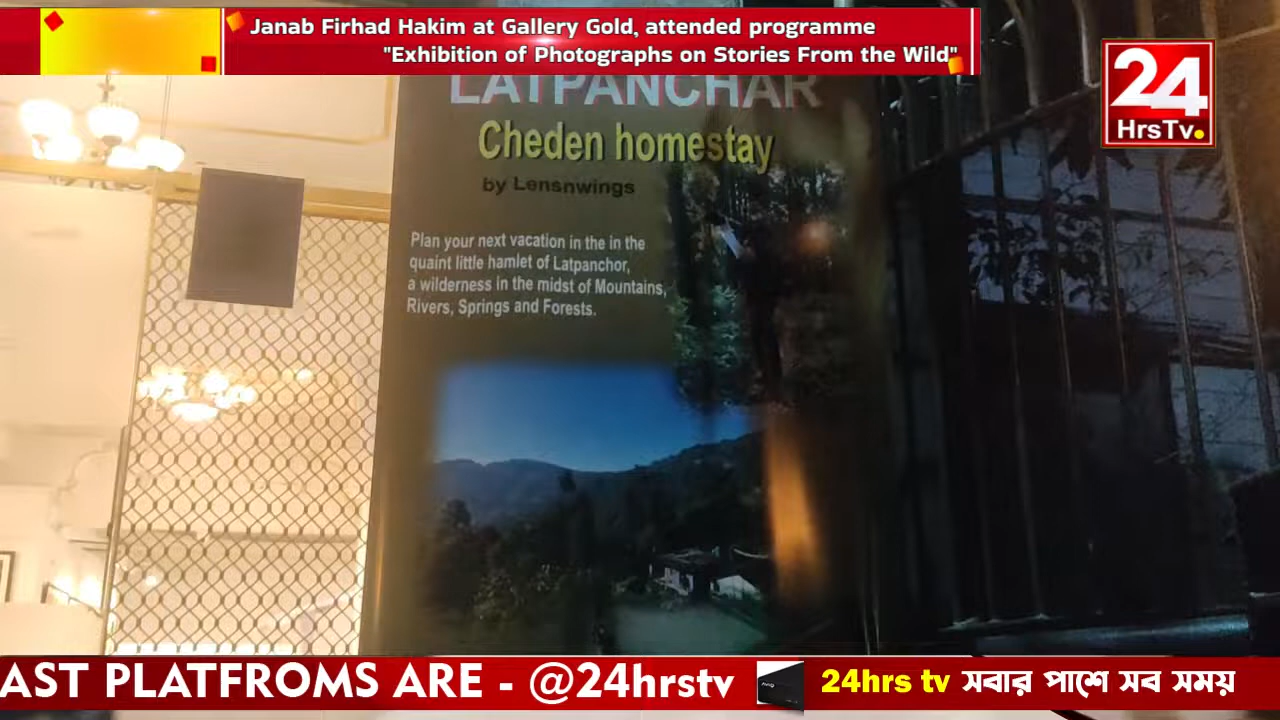 Janab Firhad Hakim at Gallery Gold, attended programme
"Exhibition of Photographs on Stories From the Wild"
24
HrsTv.
LATPANCHAR
Cheden homestay
by Lensnwings
Plan your next vacation in the in the
quaint little hamlet of Latpanchor,
a wilderness in the midst of Mountains,
Rivers, Springs and Forests.
AST PLATFROMS ARE - @24hrstv
24hrs tv সবার পাশে সব সময়